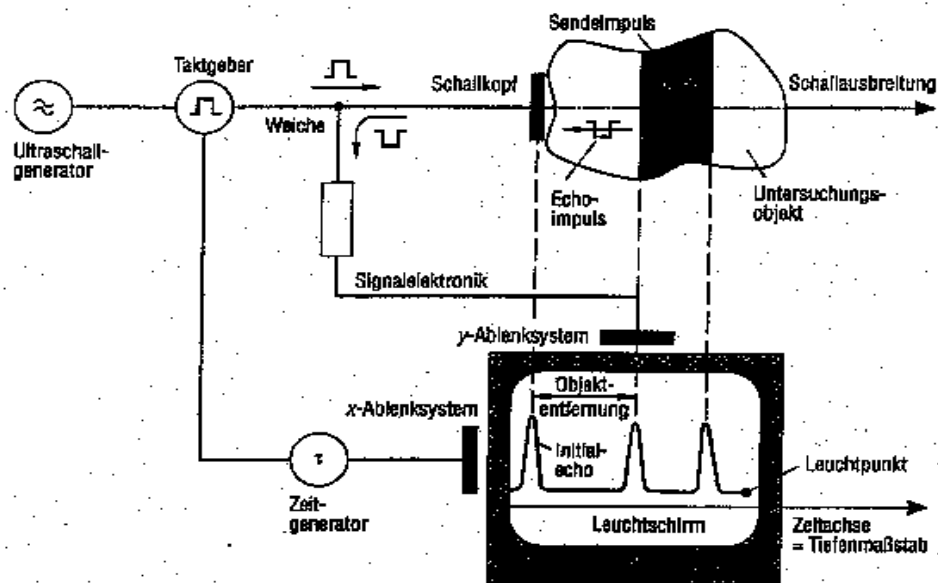 Sendeimpuls
Taktgeber
Schallkopf
Schallausbreitung
Weiche
Ultraschall-
generator
Echo-
impuls
Untersuchungs-
objekt
Signalelektronik
y-Ablenksystem
x-Ablenksystem
Objekt-
entfernung
Initial-
echo
Leuchtpunkt
τ
Zeit-
generator
Leuchtschirm
Zeitachse
= Tiefenmaßstab